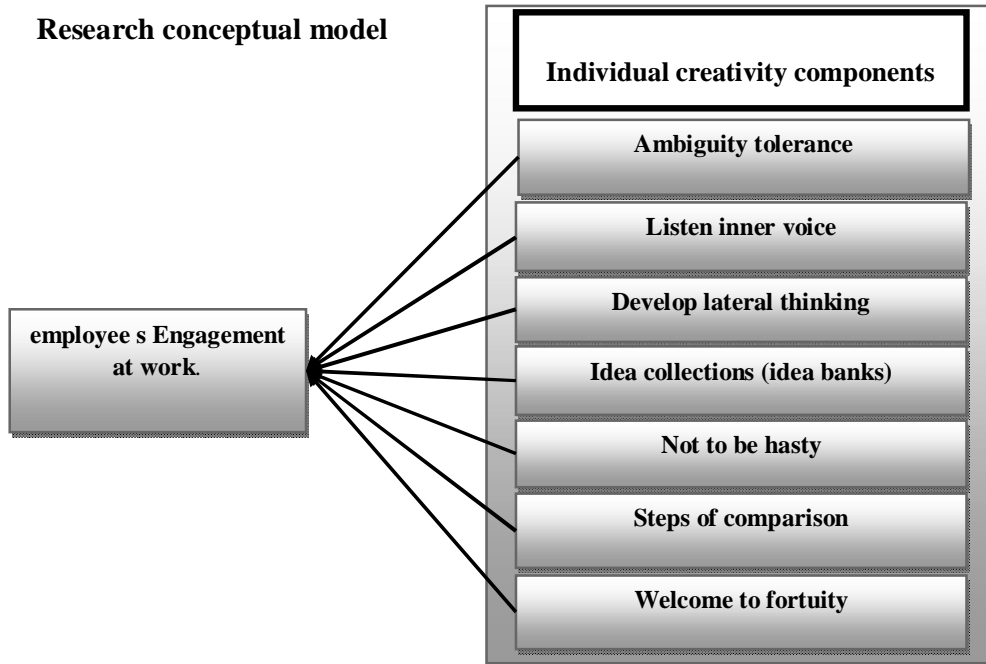 Research conceptual model
Individual creativity components
Ambiguity tolerance
Listen inner voice
Develop lateral thinking
employee s Engagement
at work.
Idea collections (idea banks)
Not to be hasty
Steps of comparison
Welcome to fortuity